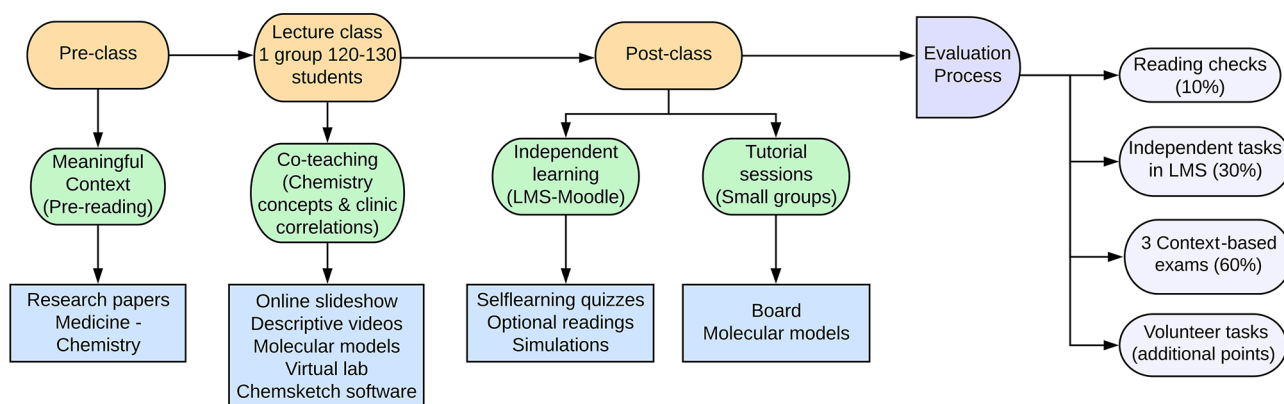 Pre-class
Lecture class
1 group 120-130
students
Post-class
Evaluation
Process
Reading checks
(10%)
Meaningful
Context
(Pre-reading)
Co-teaching
(Chemistry
concepts & clinic
correlations)
Independent
learning
(LMS-Moodle)
Tutorial
sessions
(Small groups)
Independent tasks
in LMS (30%)
3 Context-based
exams (60%)
Research papers
Medicine -
Chemistry
Online slideshow
Descriptive videos
Molecular models
Virtual lab
Chemsketch software
Selflearning quizzes
Optional readings
Simulations
Board
Molecular models
Volunteer tasks
(additional points)